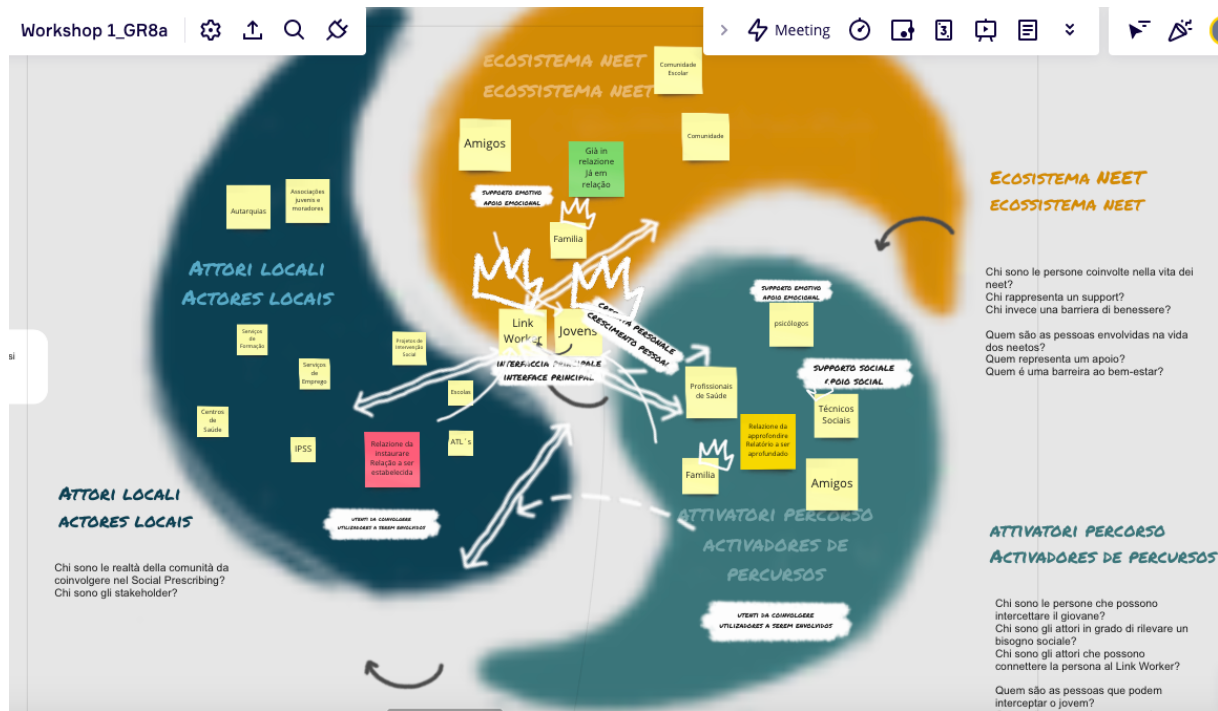 Workshop 1_GR8a
Meeting
3
si
ECOSISTEMA NEET
ECOSSISTEMA NEET
Comunidade
Escolar
Amigos
Comunidade
Già in
relazione
Já em
relação
SUPPORTO EMOTIVO
APOIO EMOCIONAL
Familia
Autarquias
Associações
juvenis e
moradores
ATTORI LOCALI
ACTORES LOCAIS
Serviços
de
Formação
Serviços
de
Emprego
Projetos de
Intervenção
Social
Escolas
Centros
de
Saúde
IPSS
ATL`s
Relazione da
instaurare
Relação a ser
estabelecida
UTENTI DA COINVOLGERE
UTILIZADORES A SEREM ENVOLVIDOS
Link
Worker
Jovens
PERSONALE
CRESCIMENTO
INTERFACCIA PRINCIPALE
INTERFACE PRINCIPAL
SUPPORTO EMOTIVO
APOIO EMOCIONAL
psicólogos
SUPPORTO SOCIALE
APOIO SOCIAL
Profissionais
de Saúde
Técnicos
Sociais
Relazione da
approfondire
Relatório a ser
aprofundado
Familia
Amigos
ATTIVATORI PERCORSO
ACTIVADORES DE
PERCURSOS
UTENTI DA COINVOLGERE
UTILIZADORES A SEREM ENVOLVIDOS
ATTORI LOCALI
ACTORES LOCAIS
Chi sono le realtà della comunità da
coinvolgere nel Social Prescribing?
Chi sono gli stakeholder?
ECOSISTEMA NEET
ECOSSISTEMA NEET
Chi sono le persone coinvolte nella vita dei
neet?
Chi rappresenta un support?
Chi invece una barriera di benessere?
Quem são as pessoas envolvidas na vida
dos neetos?
Quem representa um apoio?
Quem é uma barreira ao bem-estar?
ATTIVATORI PERCORSO
ACTIVADORES DE PERCURSOS
Chi sono le persone che possono
intercettare il giovane?
Chi sono gli attori in grado di rilevare un
bisogno sociale?
Chi sono gli attori che possono
connettere la persona al Link Worker?
Quem são as pessoas que podem
interceptar o jovem?